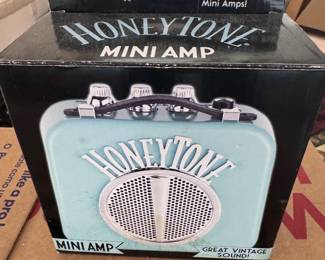 Mini Amps!
HONEYTONE
MINI AMP
HONEYTONE
MINI AMP
GREAT VINTAGE
SOUND!